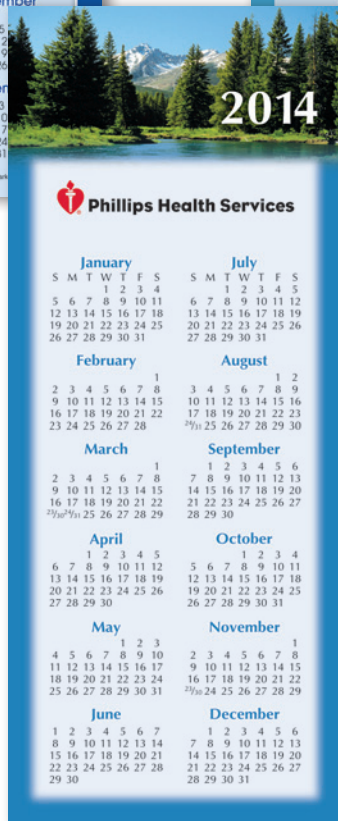 2014
Phillips Health Services
January
S M T W T F S
1 2 3 4
5 6 7 8 9 10 11
12 13 14 15 16 17 18
19 20 21 22 23 24 25
26 27 28 29 30 31
February
1
2 3 4 5 6 7 8
9 10 11 12 13 14 15
16 17 18 19 20 21 22
23 24 25 26 27 28
March
1
2 3 4 5 6 7 8
9 10 11 12 13 14 15
16 17 18 19 20 21 22
23/30 24/31 25 26 27 28 29
April
1 2 3 4 5
6 7 8 9 10 11 12
13 14 15 16 17 18 19
20 21 22 23 24 25 26
27 28 29 30
May
1 2 3
4 5 6 7 8 9 10
11 12 13 14 15 16 17
18 19 20 21 22 23 24
25 26 27 28 29 30 31
June
1 2 3 4 5 6 7
8 9 10 11 12 13 14
15 16 17 18 19 20 21
22 23 24 25 26 27 28
29 30
July
S M T W T F S
1 2 3 4 5
6 7 8 9 10 11 12
13 14 15 16 17 18 19
20 21 22 23 24 25 26
27 28 29 30 31
August
1 2
3 4 5 6 7 8 9
10 11 12 13 14 15 16
17 18 19 20 21 22 23
24/31 25 26 27 28 29 30
September
1 2 3 4 5 6
7 8 9 10 11 12 13
14 15 16 17 18 19 20
21 22 23 24 25 26 27
28 29 30
October
1 2 3 4
5 6 7 8 9 10 11
12 13 14 15 16 17 18
19 20 21 22 23 24 25
26 27 28 29 30 31
November
1
2 3 4 5 6 7 8
9 10 11 12 13 14 15
16 17 18 19 20 21 22
23/30 24 25 26 27 28 29
December
1 2 3 4 5 6
7 8 9 10 11 12 13
14 15 16 17 18 19 20
21 22 23 24 25 26 27
28 29 30 31